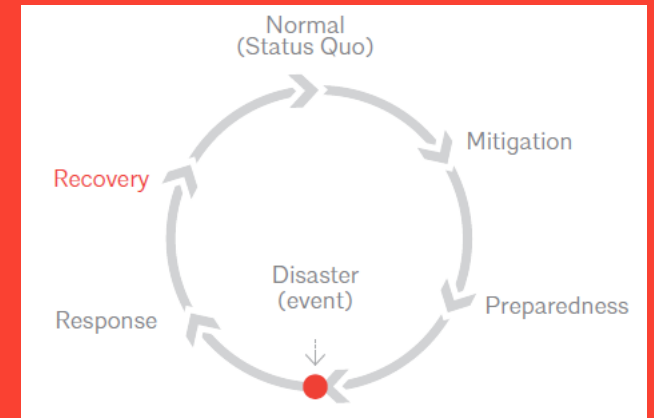 Normal
(Status Quo)
Mitigation
Recovery
Disaster
(event)
Preparedness
Response